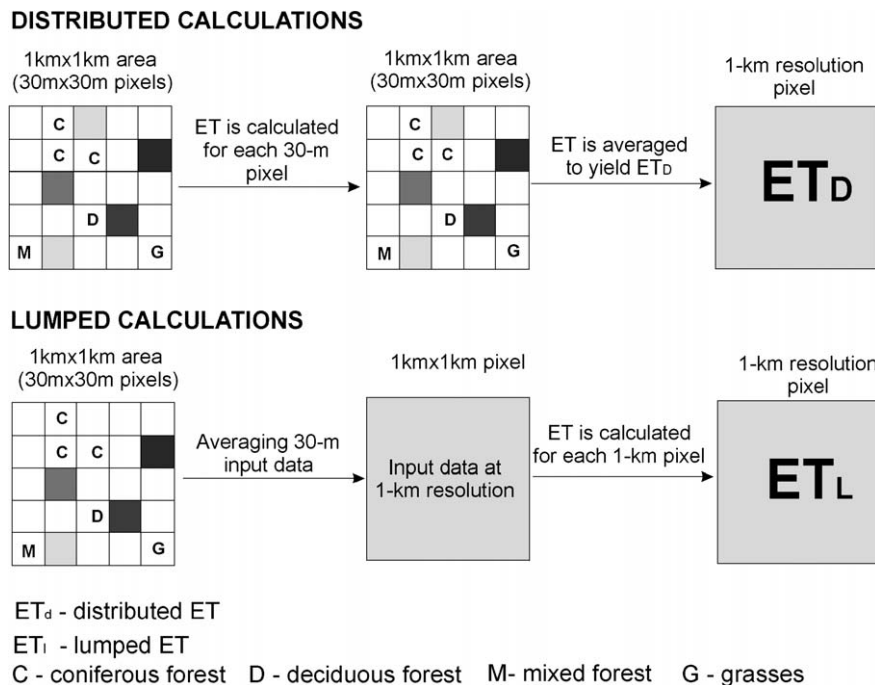 DISTRIBUTED CALCULATIONS
1kmx1km area
(30mx30m pixels)
C
C C
D
M G
ET is calculated
for each 30-m
pixel
1kmx1km area
(30mx30m pixels)
C
C C
D
M G
ET is averaged
to yield ETD
1-km resolution
pixel
ETD
LUMPED CALCULATIONS
1kmx1km area
(30mx30m pixels)
C
C C
D
M G
Averaging 30-m
input data
1kmx1km pixel
Input data at
1-km resolution
ET is calculated
for each 1-km pixel
1-km resolution
pixel
ETL
ETd - distributed ET
ETl - lumped ET
C - coniferous forest D - deciduous forest M- mixed forest G - grasses